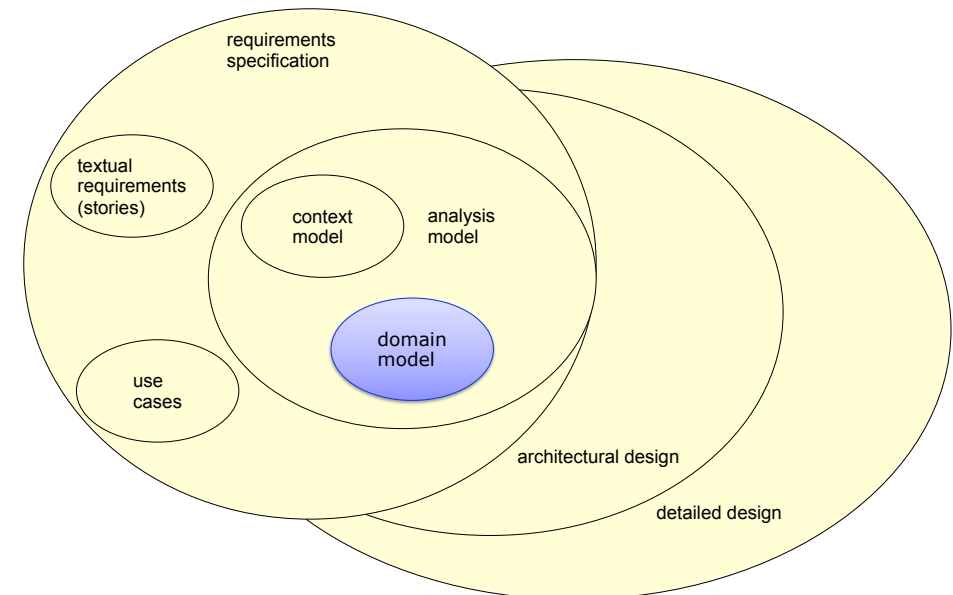 requirements
specification
textual
requirements
(stories)
context
model
analysis
model
domain
model
use
cases
architectural design
detailed design